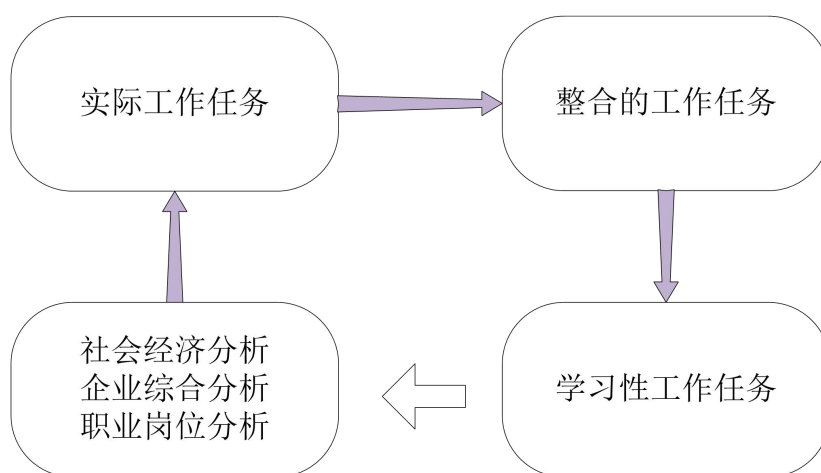 实际工作任务
整合的工作任务
社会经济分析
企业综合分析
职业岗位分析
学习性工作任务